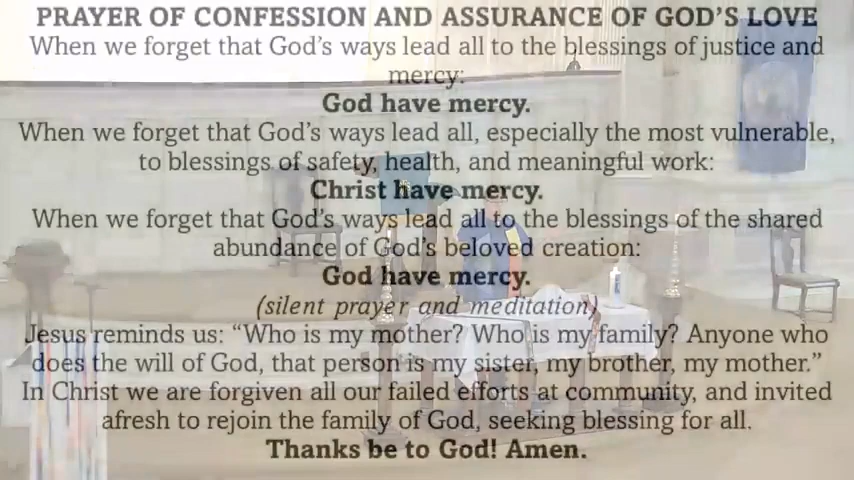 PRAYER OF CONFESSION AND ASSURANCE OF GOD’S LOVE
When we forget that God’s ways lead all to the blessings of justice and
mercy:
God have mercy.
When we forget that God’s ways lead all, especially the most vulnerable,
to blessings of safety, health, and meaningful work:
Christ have mercy.
When we forget that God’s ways lead all to the blessings of the shared
abundance of God’s beloved creation:
God have mercy.
(silent prayer and meditation)
Jesus reminds us: “Who is my mother? Who is my family? Anyone who
does the will of God, that person is my sister, my brother, my mother.”
In Christ we are forgiven all our failed efforts at community, and invited
afresh to rejoin the family of God, seeking blessing for all.
Thanks be to God! Amen.